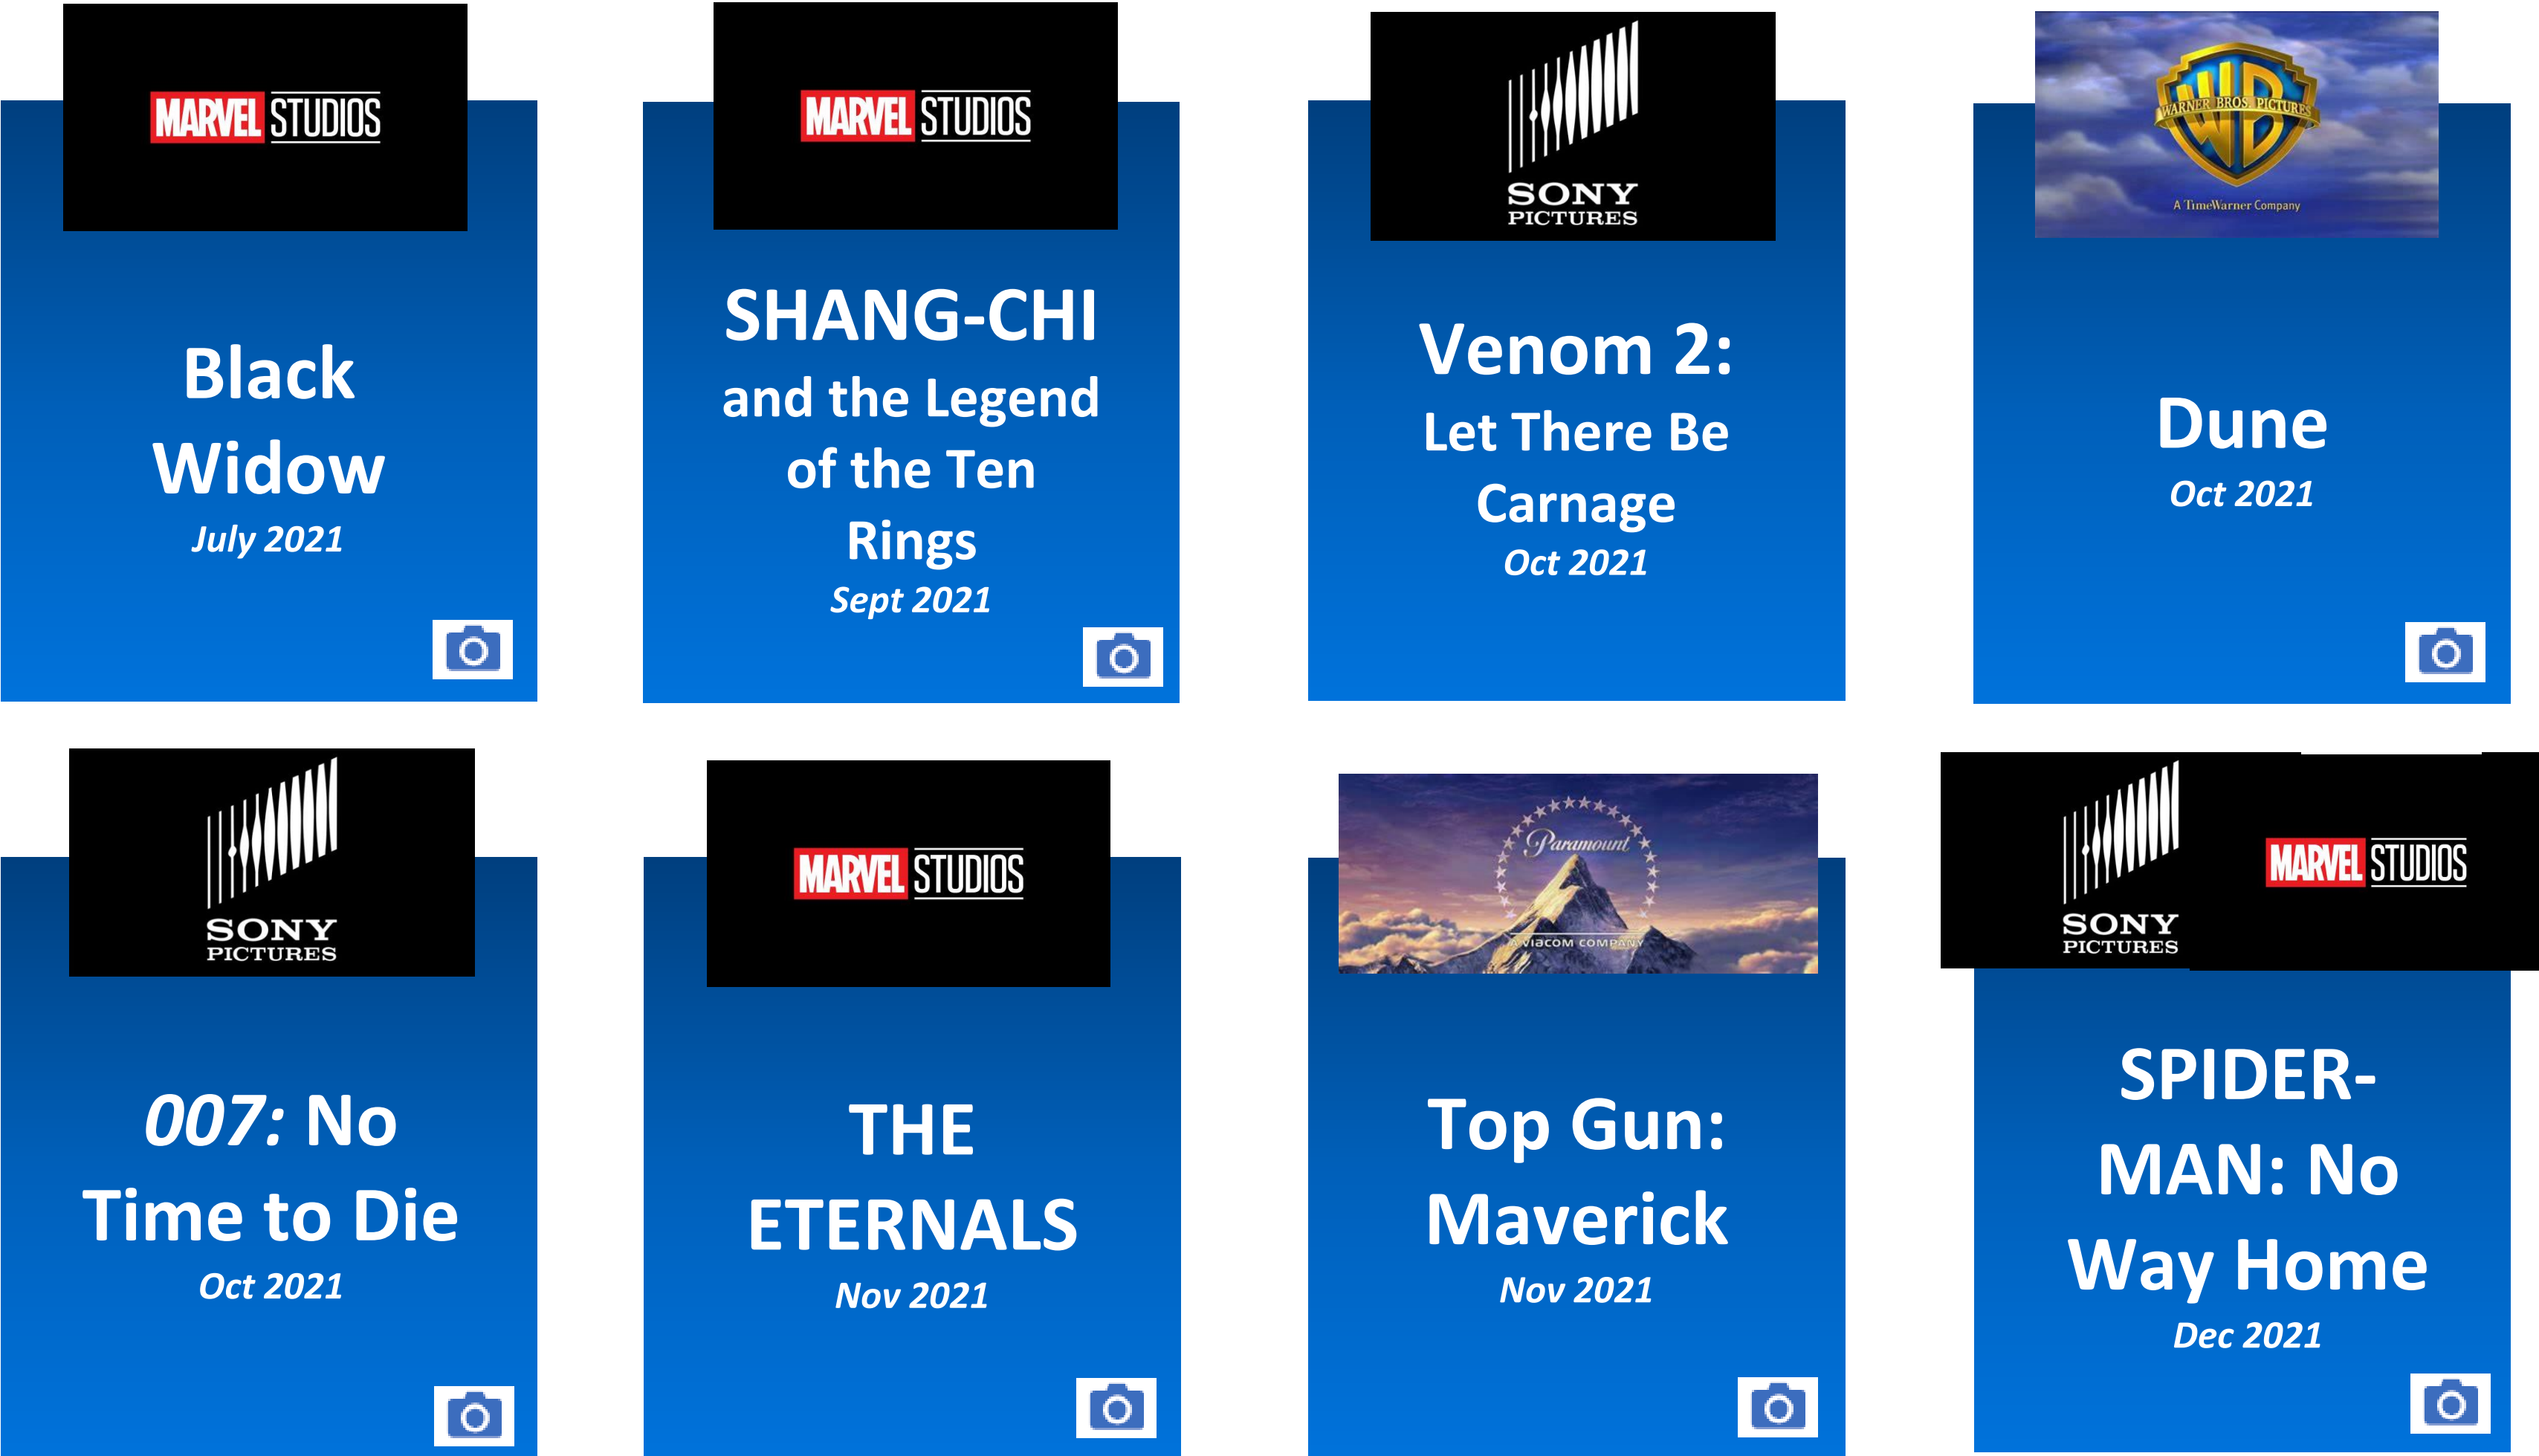 MARVEL STUDIOS
Black
Widow
July 2021
MARVEL STUDIOS
SHANG-CHI
and the Legend
of the Ten
Rings
Sept 2021
SONY
PICTURES
Venom 2:
Let There Be
Carnage
Oct 2021
WARNER BROS. PICTURES
WB
A TimeWarner Company
Dune
Oct 2021
SONY
PICTURES
007: No
Time to Die
Oct 2021
MARVEL STUDIOS
THE
ETERNALS
Nov 2021
Paramount
A VIACOM COMPANY
Top Gun:
Maverick
Nov 2021
SONY
PICTURES
MARVEL STUDIOS
SPIDER-
MAN: No
Way Home
Dec 2021